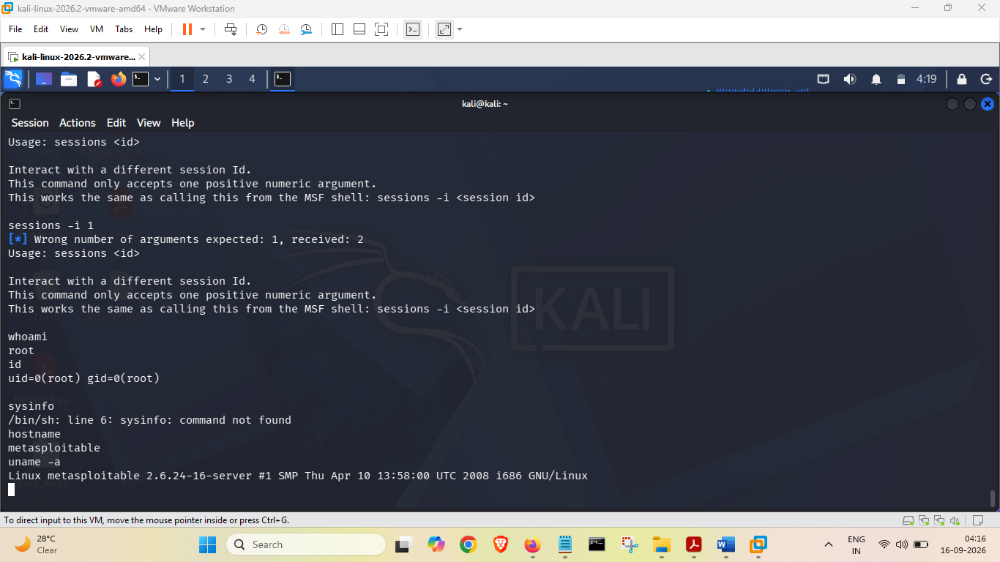 kali-linux-2026.2-vmware-amd64 - VMware Workstation
File Edit View VM Tabs Help
kali-linux-2026.2-vmware...
1 2 3 4 4:19
kali@kali: ~
Session Actions Edit View Help
Usage: sessions <id>
Interact with a different session Id.
This command only accepts one positive numeric argument.
This works the same as calling this from the MSF shell: sessions -i <session id>
sessions -i 1
[*] Wrong number of arguments expected: 1, received: 2
Usage: sessions <id>
Interact with a different session Id.
This command only accepts one positive numeric argument.
This works the same as calling this from the MSF shell: sessions -i <session id>
whoami
root
id
uid=0(root) gid=0(root)
sysinfo
/bin/sh: line 6: sysinfo: command not found
hostname
metasploitable
uname -a
Linux metasploitable 2.6.24-16-server #1 SMP Thu Apr 10 13:58:00 UTC 2008 i686 GNU/Linux
KALI
Home
Trash
To direct input to this VM, move the mouse pointer inside or press Ctrl+G.
28°C
Clear
Search
ENG
IN
04:16
16-09-2026